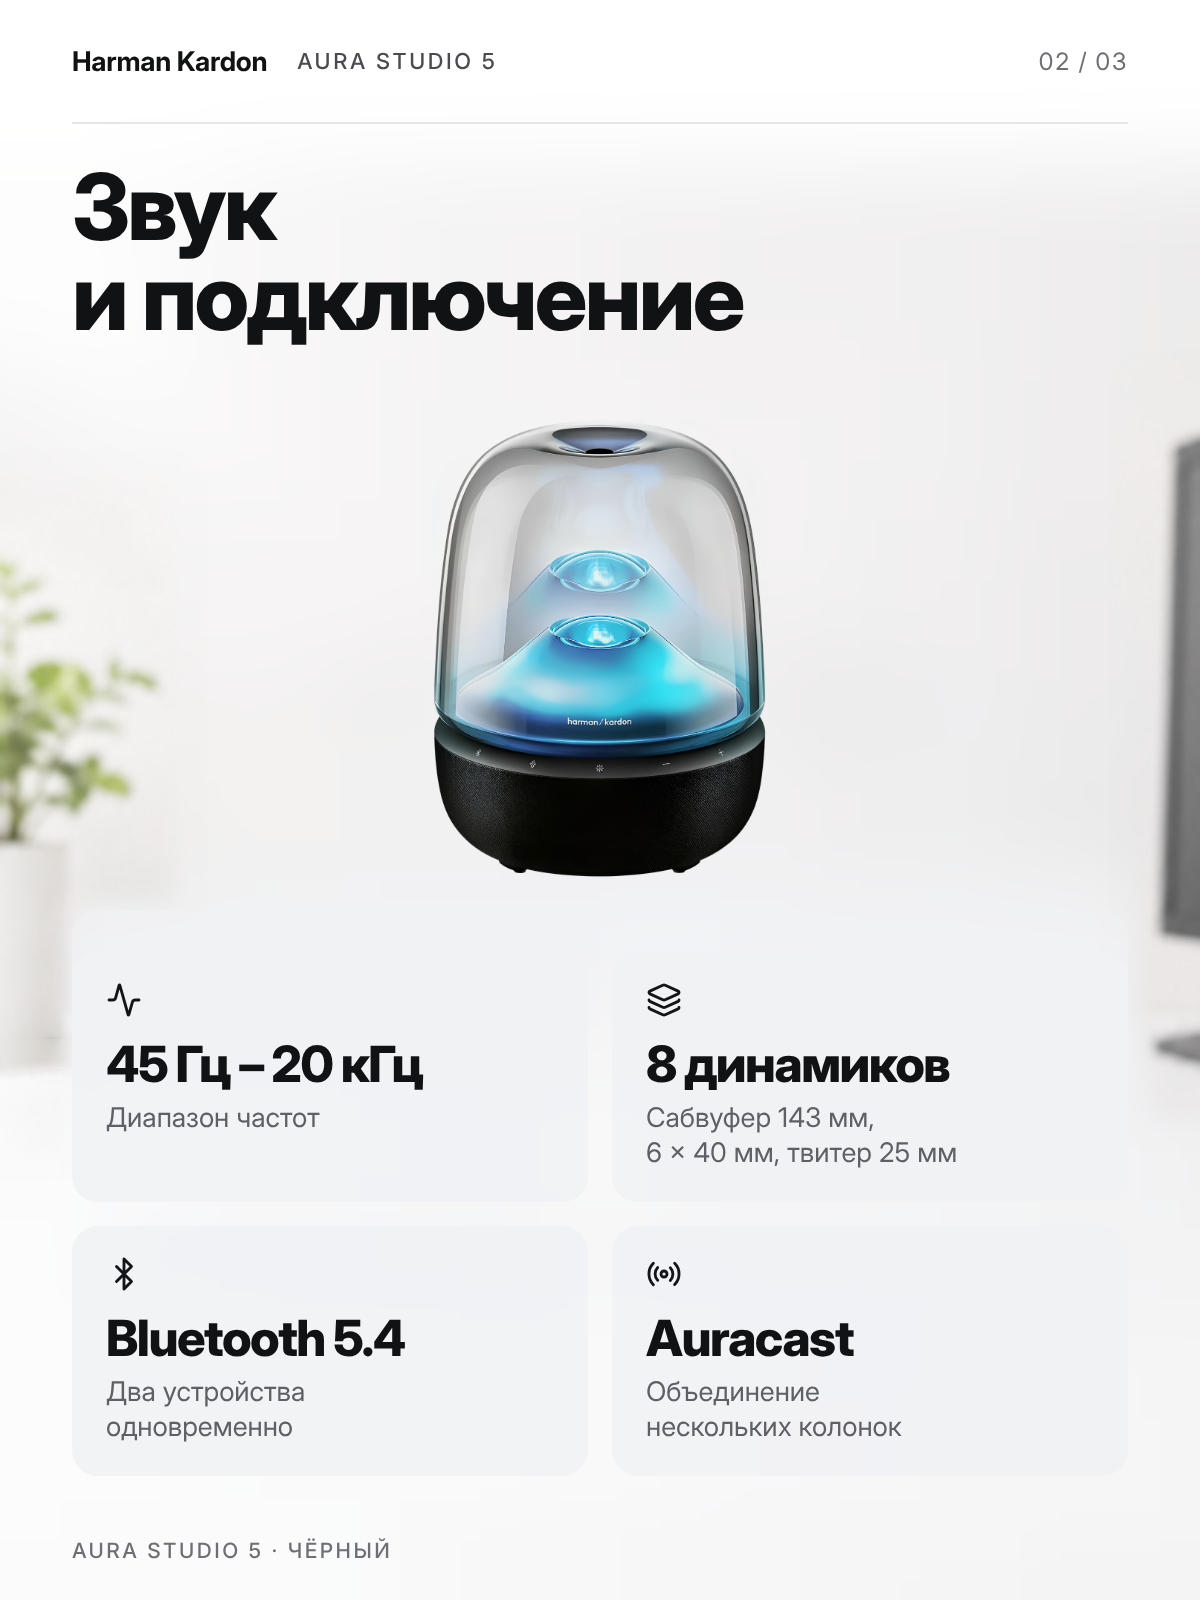 Harman Kardon AURA STUDIO 5 02 / 03
Звук
и подключение
harman/kardon
45 Гц – 20 кГц
Диапазон частот
8 динамиков
Сабвуфер 143 мм,
6 × 40 мм, твитер 25 мм
Bluetooth 5.4
Два устройства
одновременно
Auracast
Объединение
нескольких колонок
AURA STUDIO 5 · ЧЁРНЫЙ